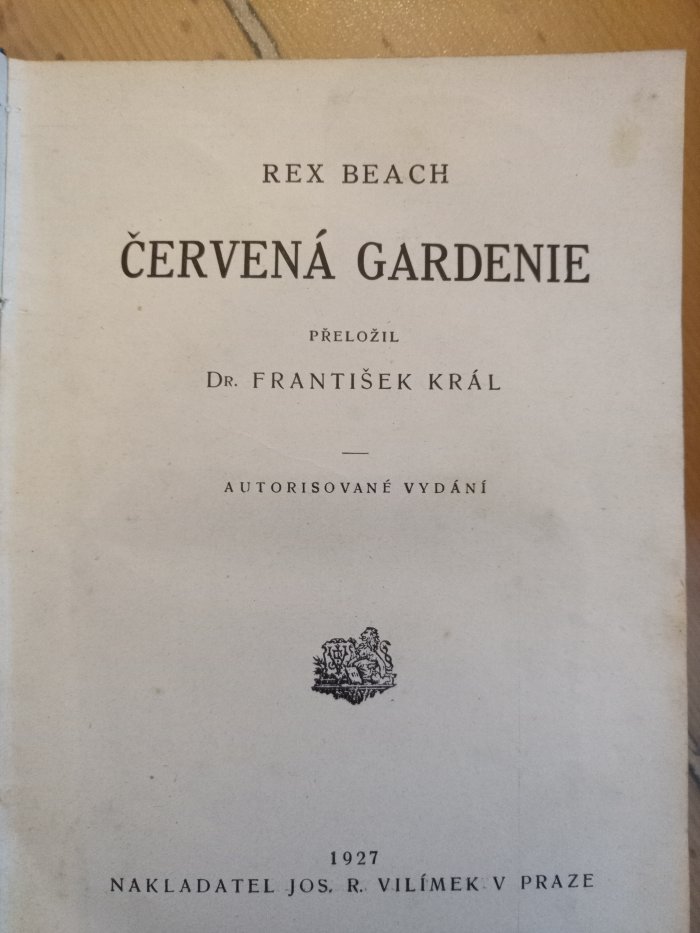 REX BEACH
ČERVENÁ GARDENIE
PŘELOŽIL
DR. FRANTIŠEK KRÁL
AUTORISOVANÉ VYDÁNÍ
1927
NAKLADATEL JOS. R. VILÍMEK V PRAZE